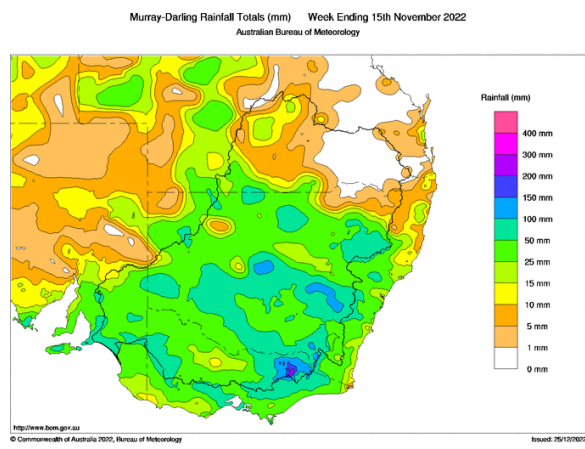 Murray-Darling Rainfall Totals (mm) Week Ending 15th November 2022
Australian Bureau of Meteorology
Rainfall (mm)
400 mm
300 mm
200 mm
150 mm
100 mm
50 mm
25 mm
15 mm
10 mm
5 mm
1 mm
0 mm
http://www.bom.gov.au
© Commonwealth of Australia 2022, Bureau of Meteorology
Issued: 25/12/2022